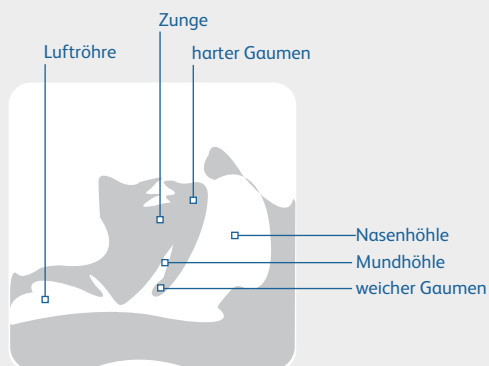 Zunge
Luftröhre
harter Gaumen
Nasenhöhle
Mundhöhle
weicher Gaumen